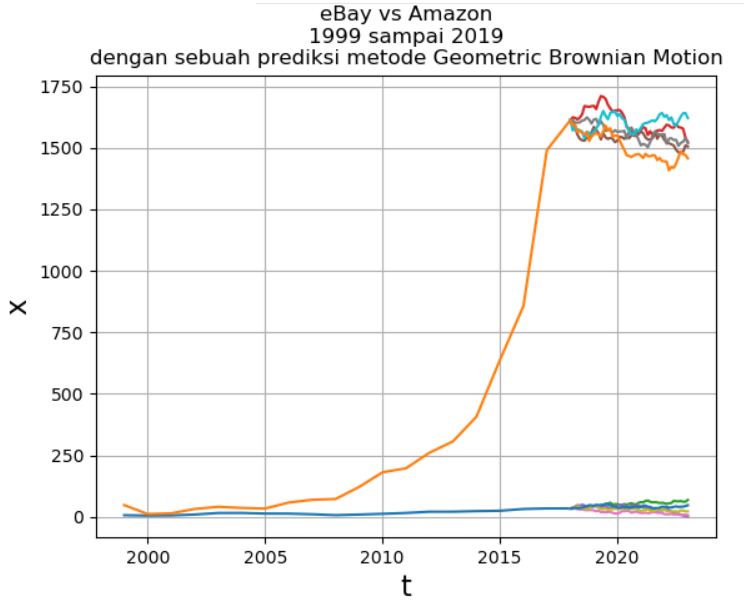 eBay vs Amazon
1999 sampai 2019
dengan sebuah prediksi metode Geometric Brownian Motion
1750
1500
1250
1000
750
500
250
0
x
2000
2005
2010
2015
2020
t